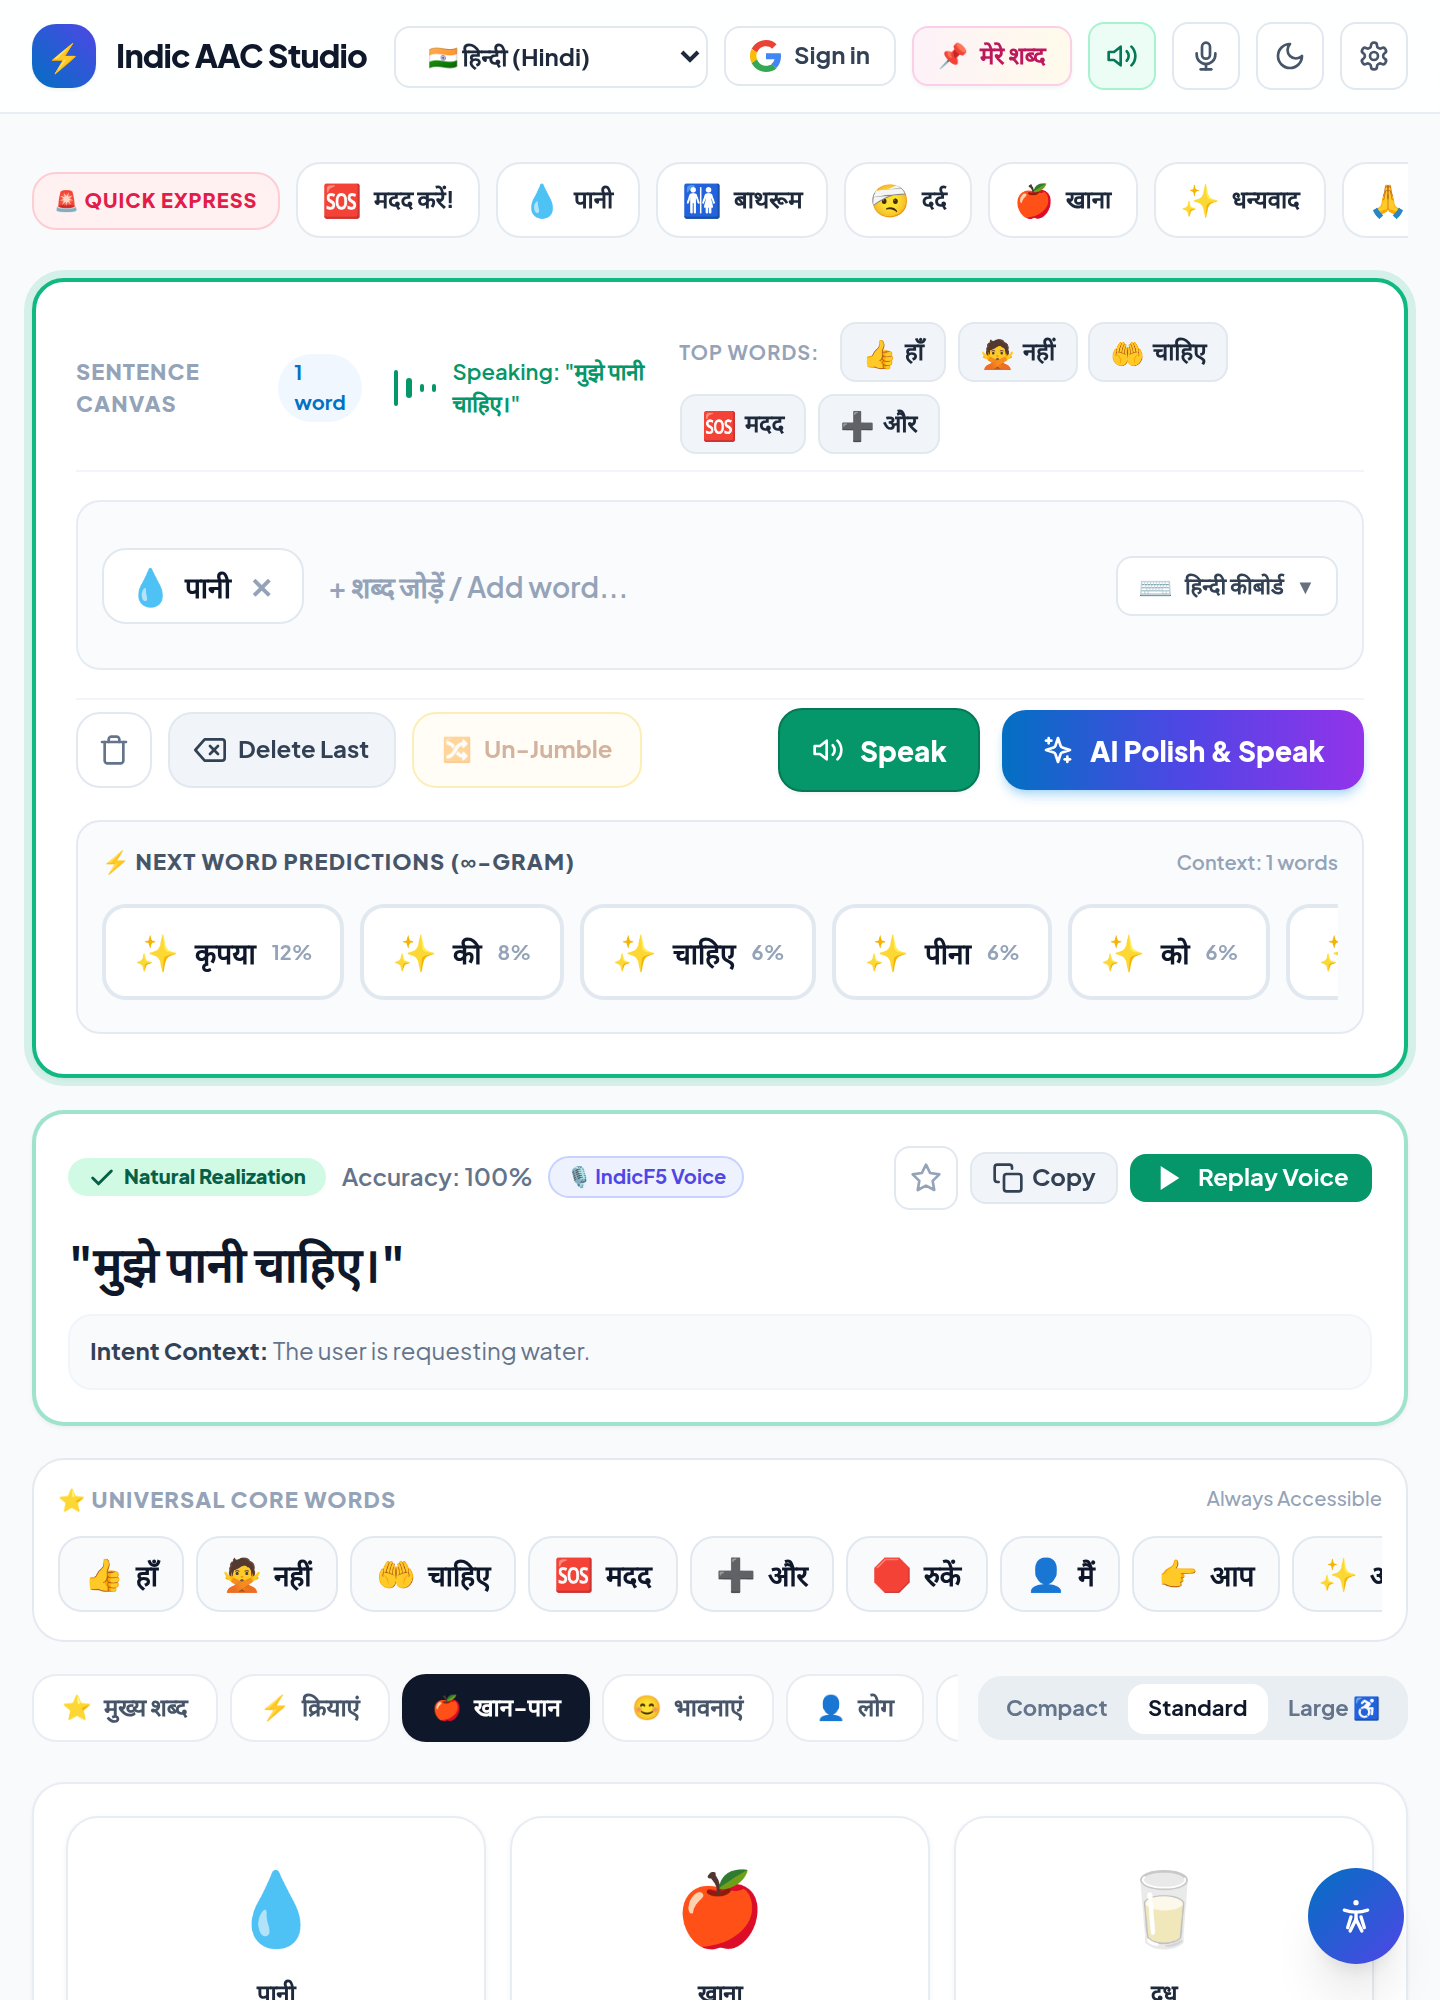 Indic AAC Studio
हिन्दी (Hindi)
Sign in
मेरे शब्द
QUICK EXPRESS
SOS मदद करें!
पानी
बाथरूम
दर्द
खाना
धन्यवाद
SENTENCE CANVAS
1 word
Speaking: "मुझे पानी चाहिए।"
TOP WORDS:
हाँ
नहीं
चाहिए
SOS मदद
और
पानी ✕
+ शब्द जोड़ें / Add word...
हिन्दी कीबोर्ड ▼
Delete Last
Un-Jumble
Speak
AI Polish & Speak
NEXT WORD PREDICTIONS (∞-GRAM)
Context: 1 words
कृपया 12%
की 8%
चाहिए 6%
पीना 6%
को 6%
Natural Realization
Accuracy: 100%
IndicF5 Voice
Copy
Replay Voice
"मुझे पानी चाहिए।"
Intent Context: The user is requesting water.
UNIVERSAL CORE WORDS
Always Accessible
हाँ
नहीं
चाहिए
SOS मदद
और
रुकें
मैं
आप
मुख्य शब्द
क्रियाएं
खान-पान
भावनाएं
लोग
Compact
Standard
Large
पानी
खाना
दूध